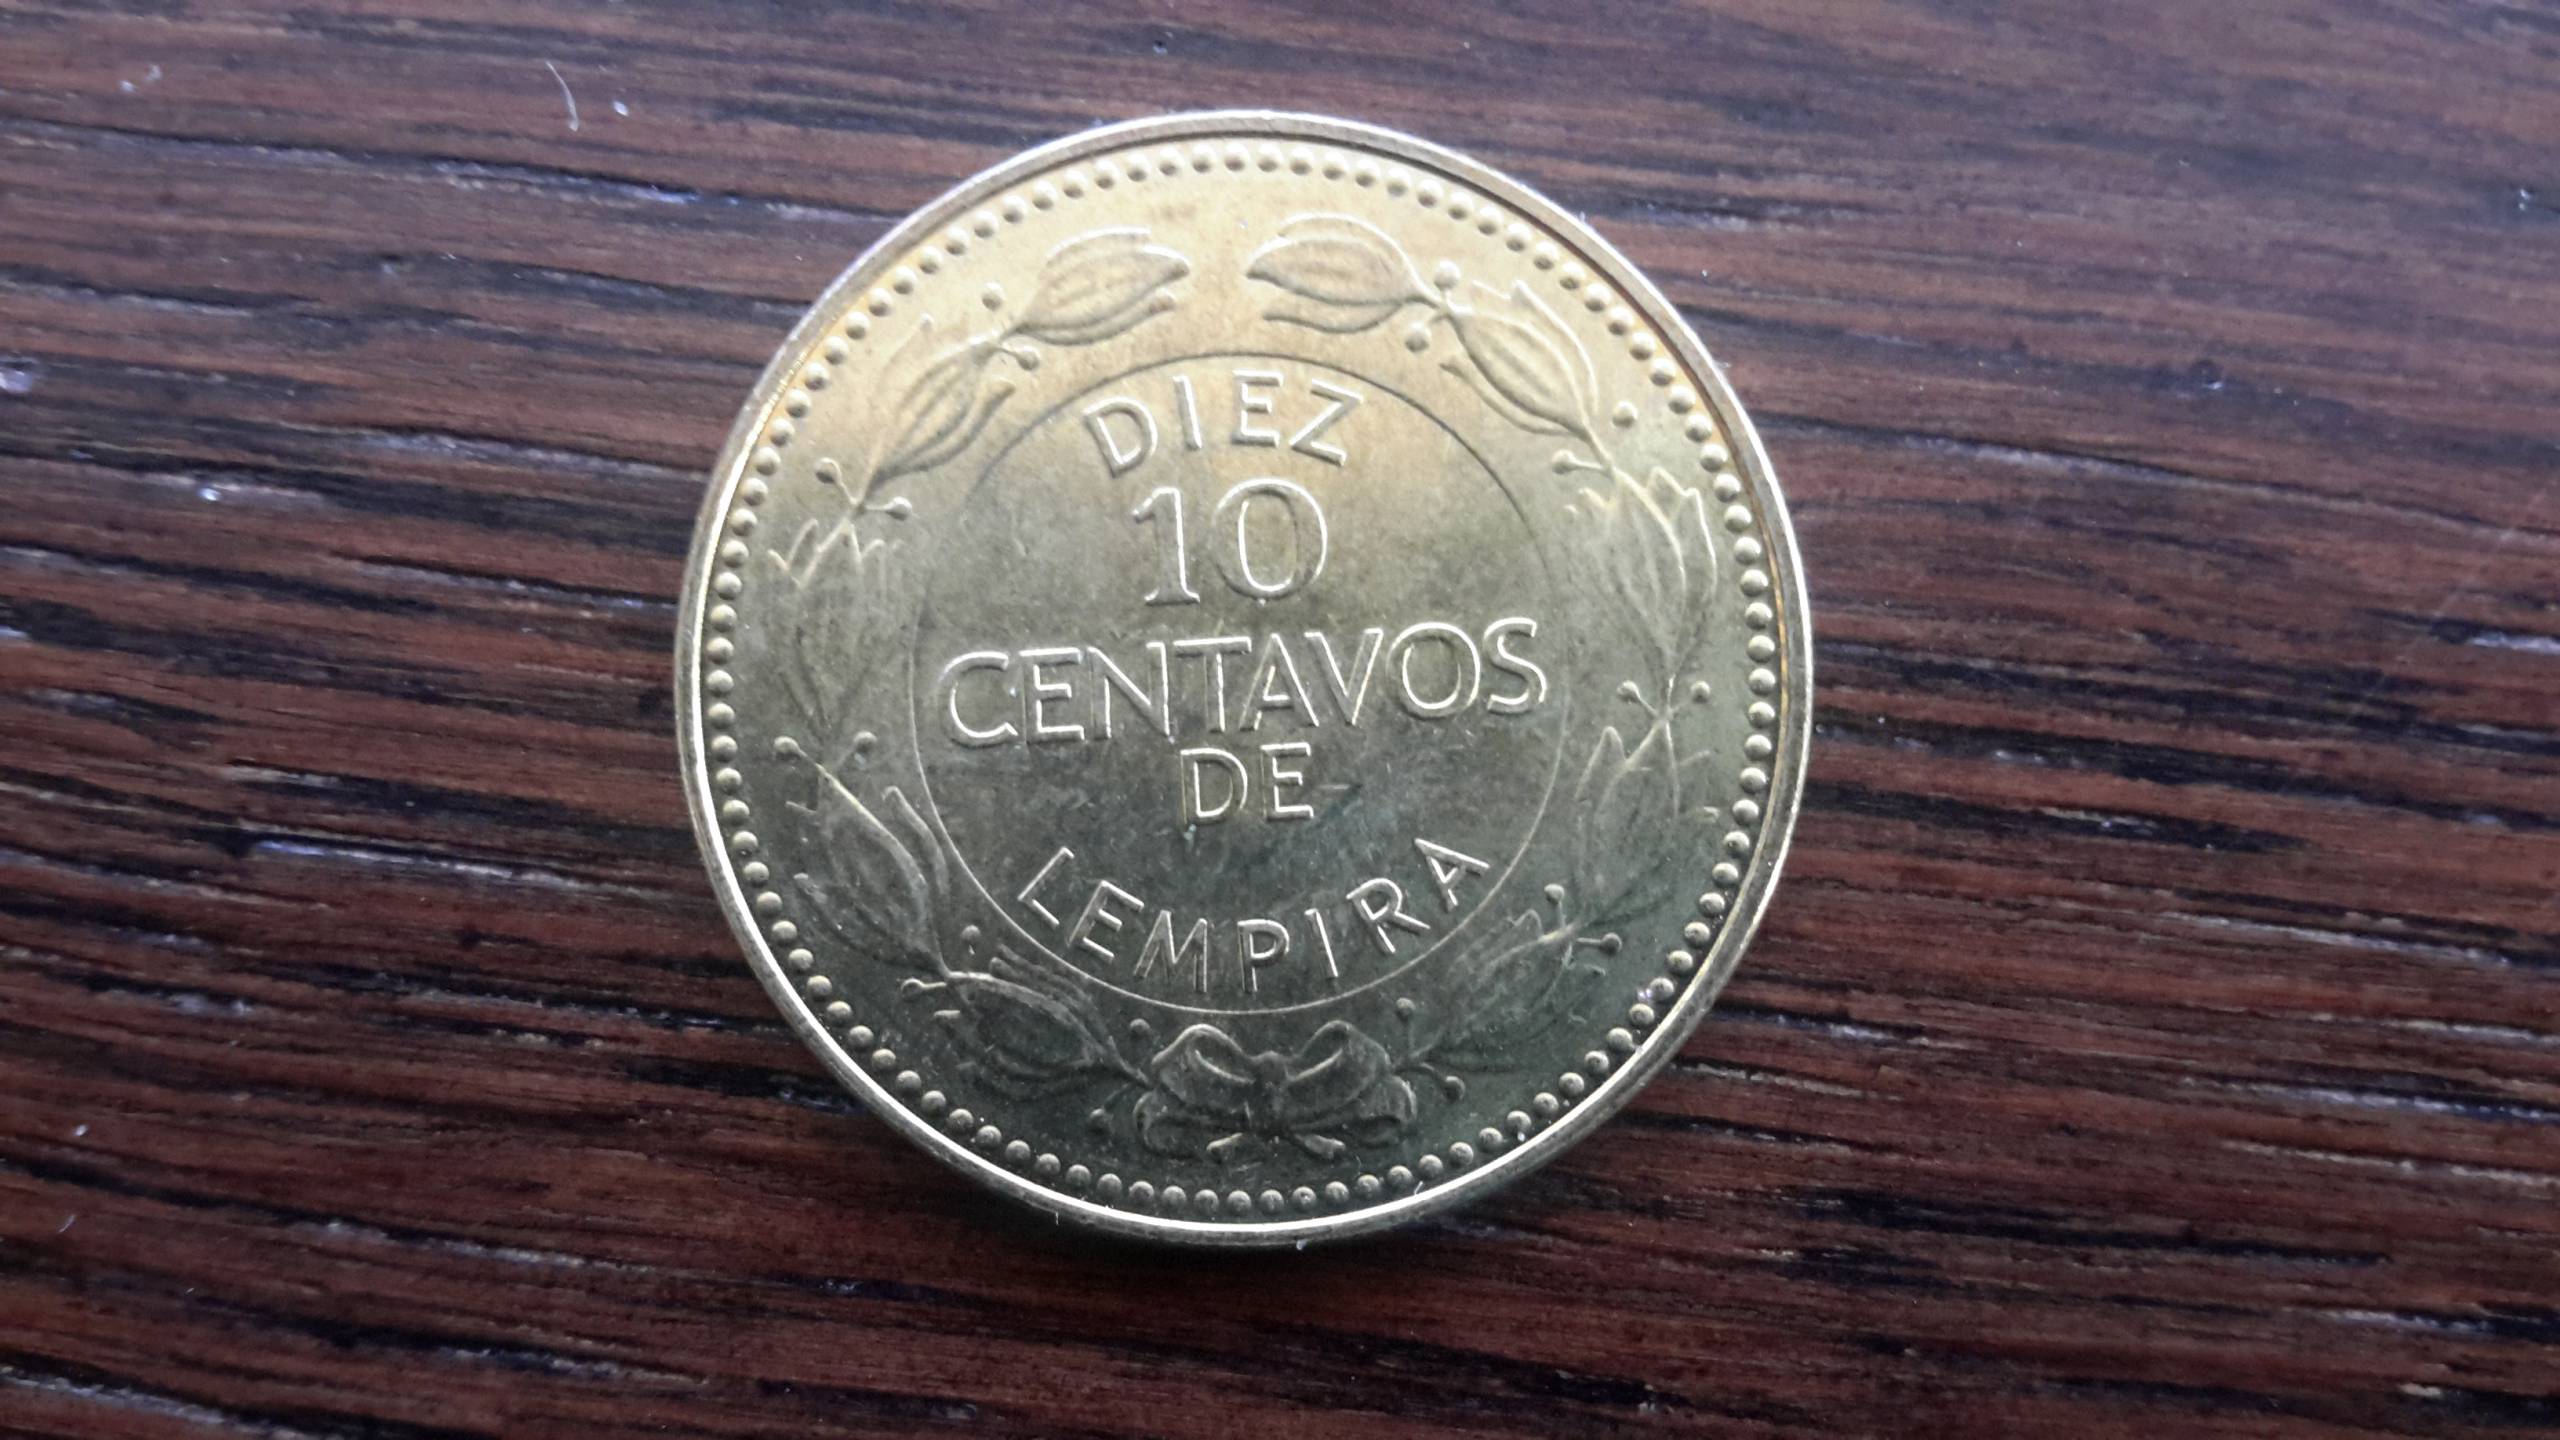 DIEZ
10
CENTAVOS
DE
LEMPIRA